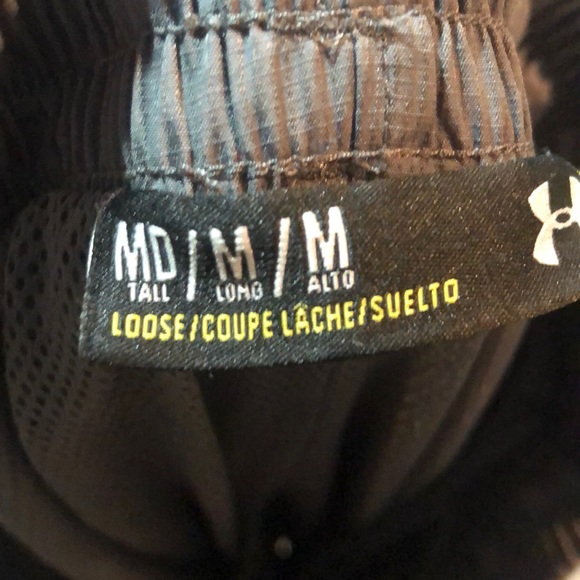 MD / M / M
TALL LONG ALTO
LOOSE/COUPE LÂCHE/SUELTO